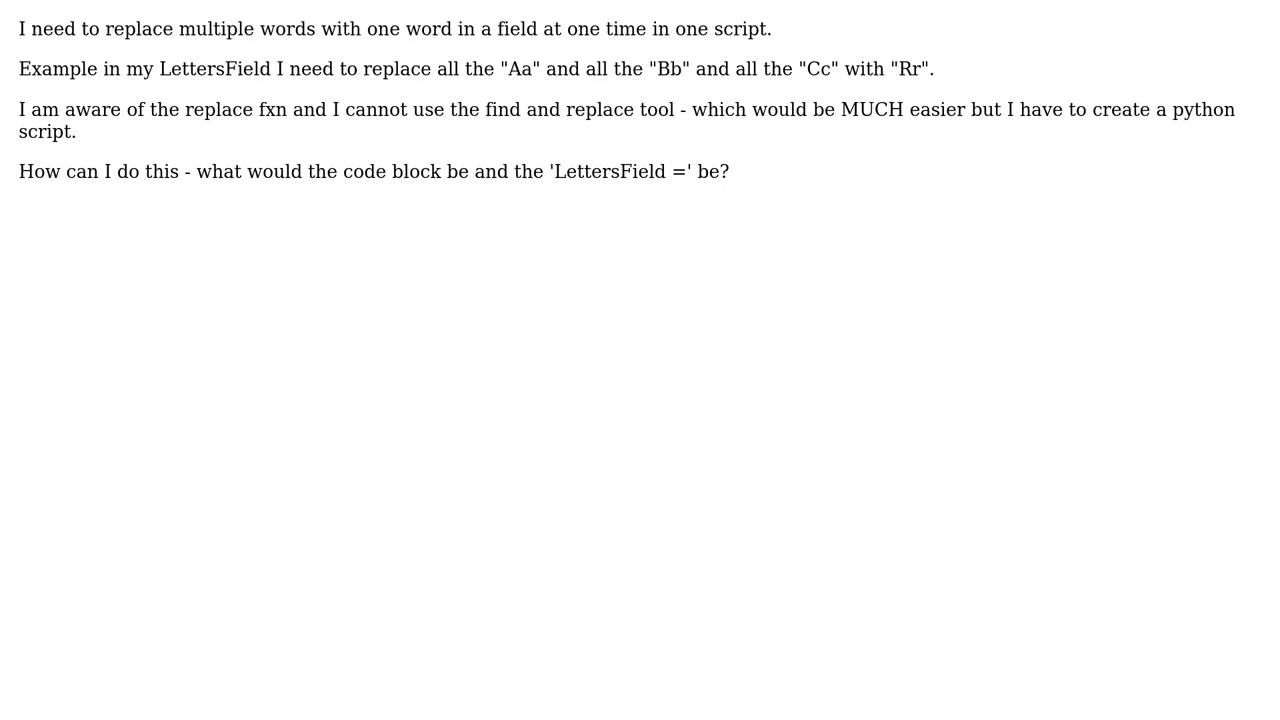 I need to replace multiple words with one word in a field at one time in one script.
Example in my LettersField I need to replace all the "Aa" and all the "Bb" and all the "Cc" with "Rr".
I am aware of the replace fxn and I cannot use the find and replace tool - which would be MUCH easier but I have to create a python
script.
How can I do this - what would the code block be and the 'LettersField =' be?